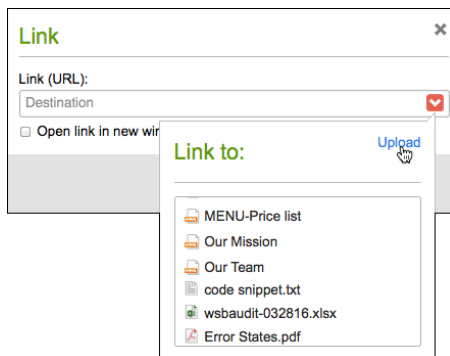 Link
Link (URL):
Destination
Open link in new wir
Link to:
Upload
MENU-Price list
Our Mission
Our Team
code snippet.txt
wsbaudit-032816.xlsx
Error States.pdf